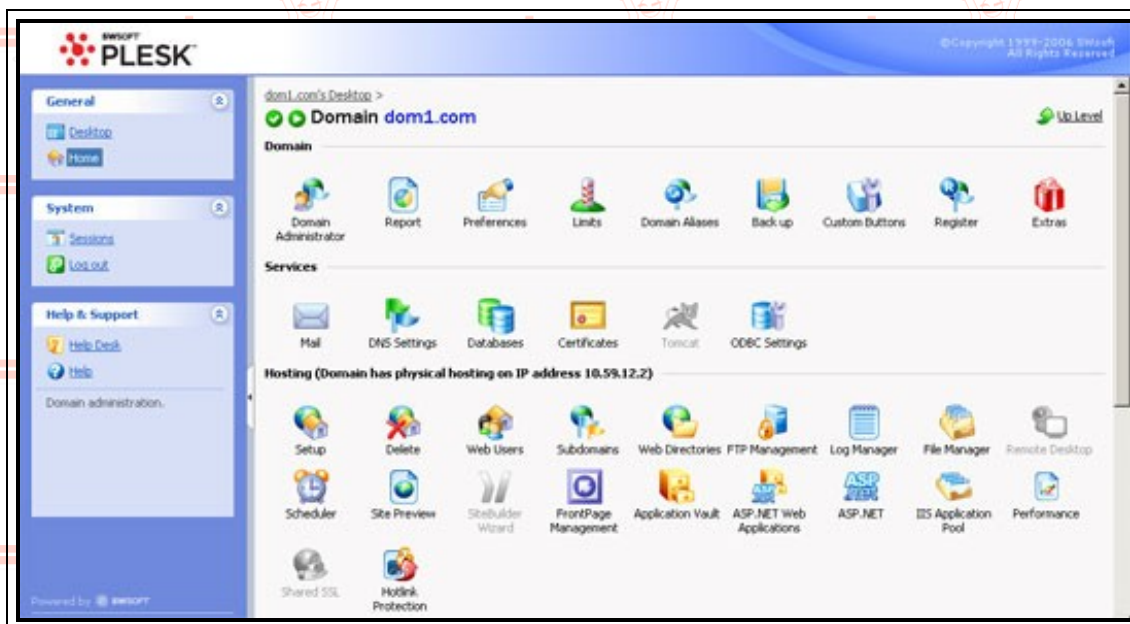 SWSOFT
PLESK
©Copyright 1999-2006 SWsoft
All Rights Reserved
General
Desktop
Home
System
Sessions
Log out
Help & Support
Help Desk
Help
Domain administration.
Powered by SWSOFT
dom1.com's Desktop >
Domain dom1.com
Up Level
Domain
Domain Administrator
Report
Preferences
Limits
Domain Aliases
Back up
Custom Buttons
Register
Extras
Services
Mail
DNS Settings
Databases
Certificates
Tomcat
ODBC Settings
Hosting (Domain has physical hosting on IP address 10.59.12.2)
Setup
Delete
Web Users
Subdomains
Web Directories
FTP Management
Log Manager
File Manager
Remote Desktop
Scheduler
Site Preview
SiteBuilder Wizard
FrontPage Management
Application Vault
ASP.NET Web Applications
ASP.NET
IIS Application Pool
Performance
Shared SSL
Hotlink Protection